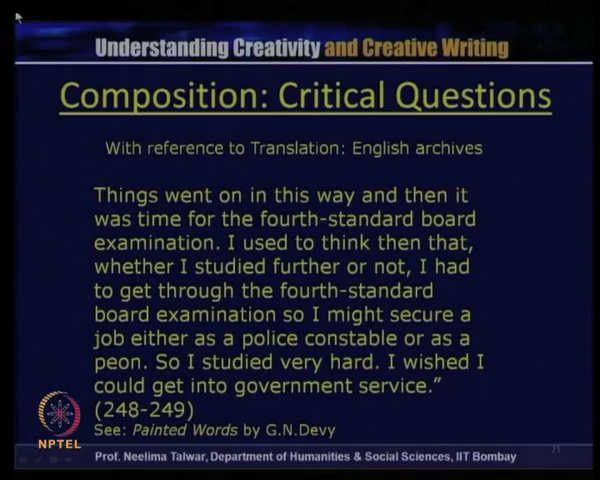 Understanding Creativity and Creative Writing
Composition: Critical Questions
With reference to Translation: English archives
Things went on in this way and then it
was time for the fourth-standard board
examination. I used to think then that,
whether I studied further or not, I had
to get through the fourth-standard
board examination so I might secure a
job either as a police constable or as a
peon. So I studied very hard. I wished I
could get into government service.”
(248-249)
See: Painted Words by G.N.Devy
NPTEL
21
Prof. Neelima Talwar, Department of Humanities & Social Sciences, IIT Bombay